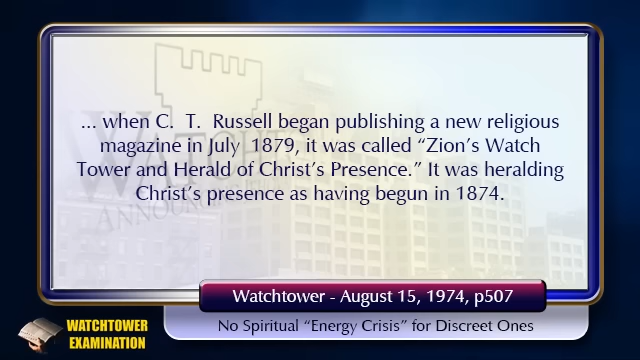 ... when C. T. Russell began publishing a new religious
magazine in July 1879, it was called “Zion’s Watch
Tower and Herald of Christ’s Presence.” It was heralding
Christ’s presence as having begun in 1874.
Watchtower - August 15, 1974, p507
No Spiritual “Energy Crisis” for Discreet Ones
WATCHTOWER
EXAMINATION